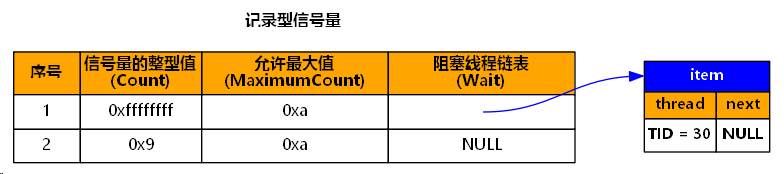 记录型信号量
序号 信号量的整型值 允许最大值 阻塞线程链表
(Count) (MaximumCount) (Wait)
1 0xffffffff 0xa
2 0x9 0xa NULL
item
thread next
TID = 30 NULL